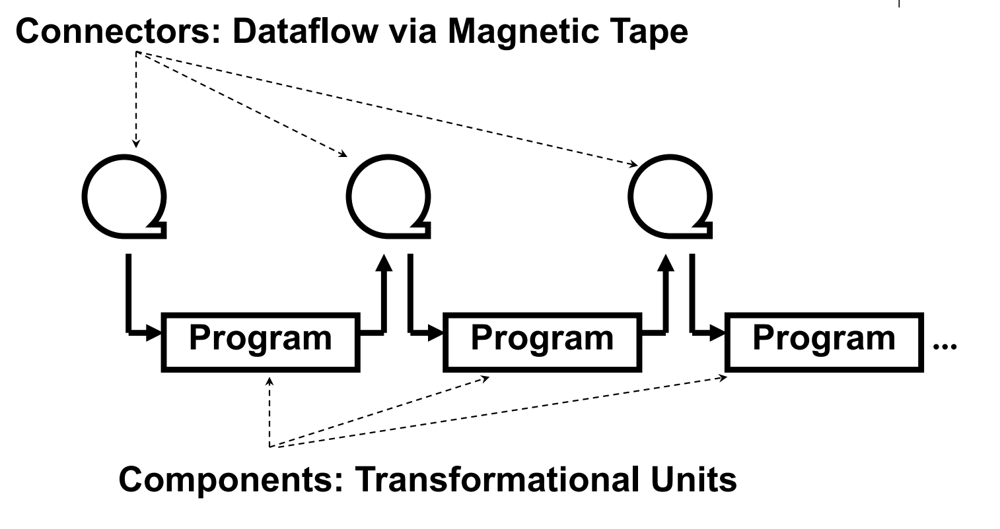 Connectors: Dataflow via Magnetic Tape
Program Program Program ...
Components: Transformational Units